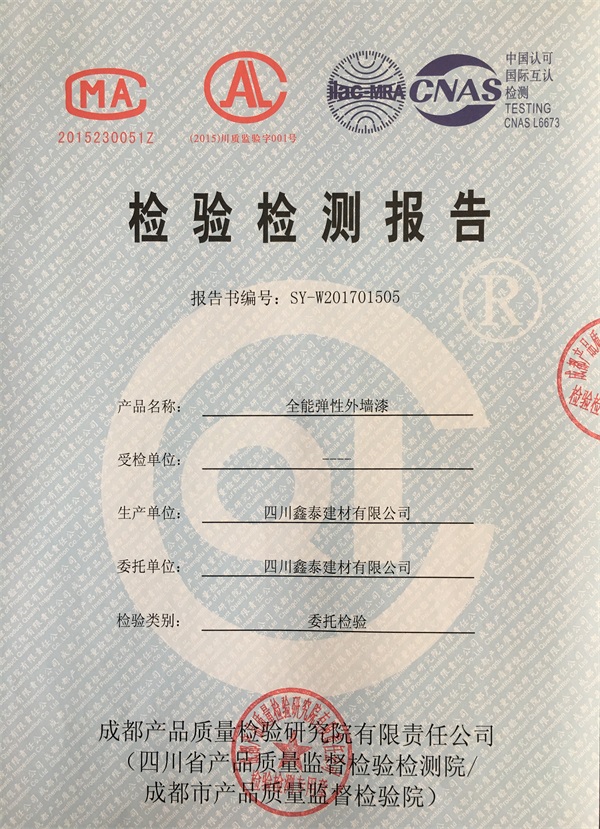 MA
2015230051Z
CAL
(2015)川质监验字001号
ilac-MRA
CNAS
中国认可
国际互认
检测
TESTING
CNAS L6673
检验检测报告
报告书编号: SY-W201701505
R
产品名称: 全能弹性外墙漆
受检单位: ----
生产单位: 四川鑫泰建材有限公司
委托单位: 四川鑫泰建材有限公司
检验类别: 委托检验
成都产品质量检验研究院有限责任公司
(四川省产品质量监督检验检测院/
成都市产品质量监督检验院)